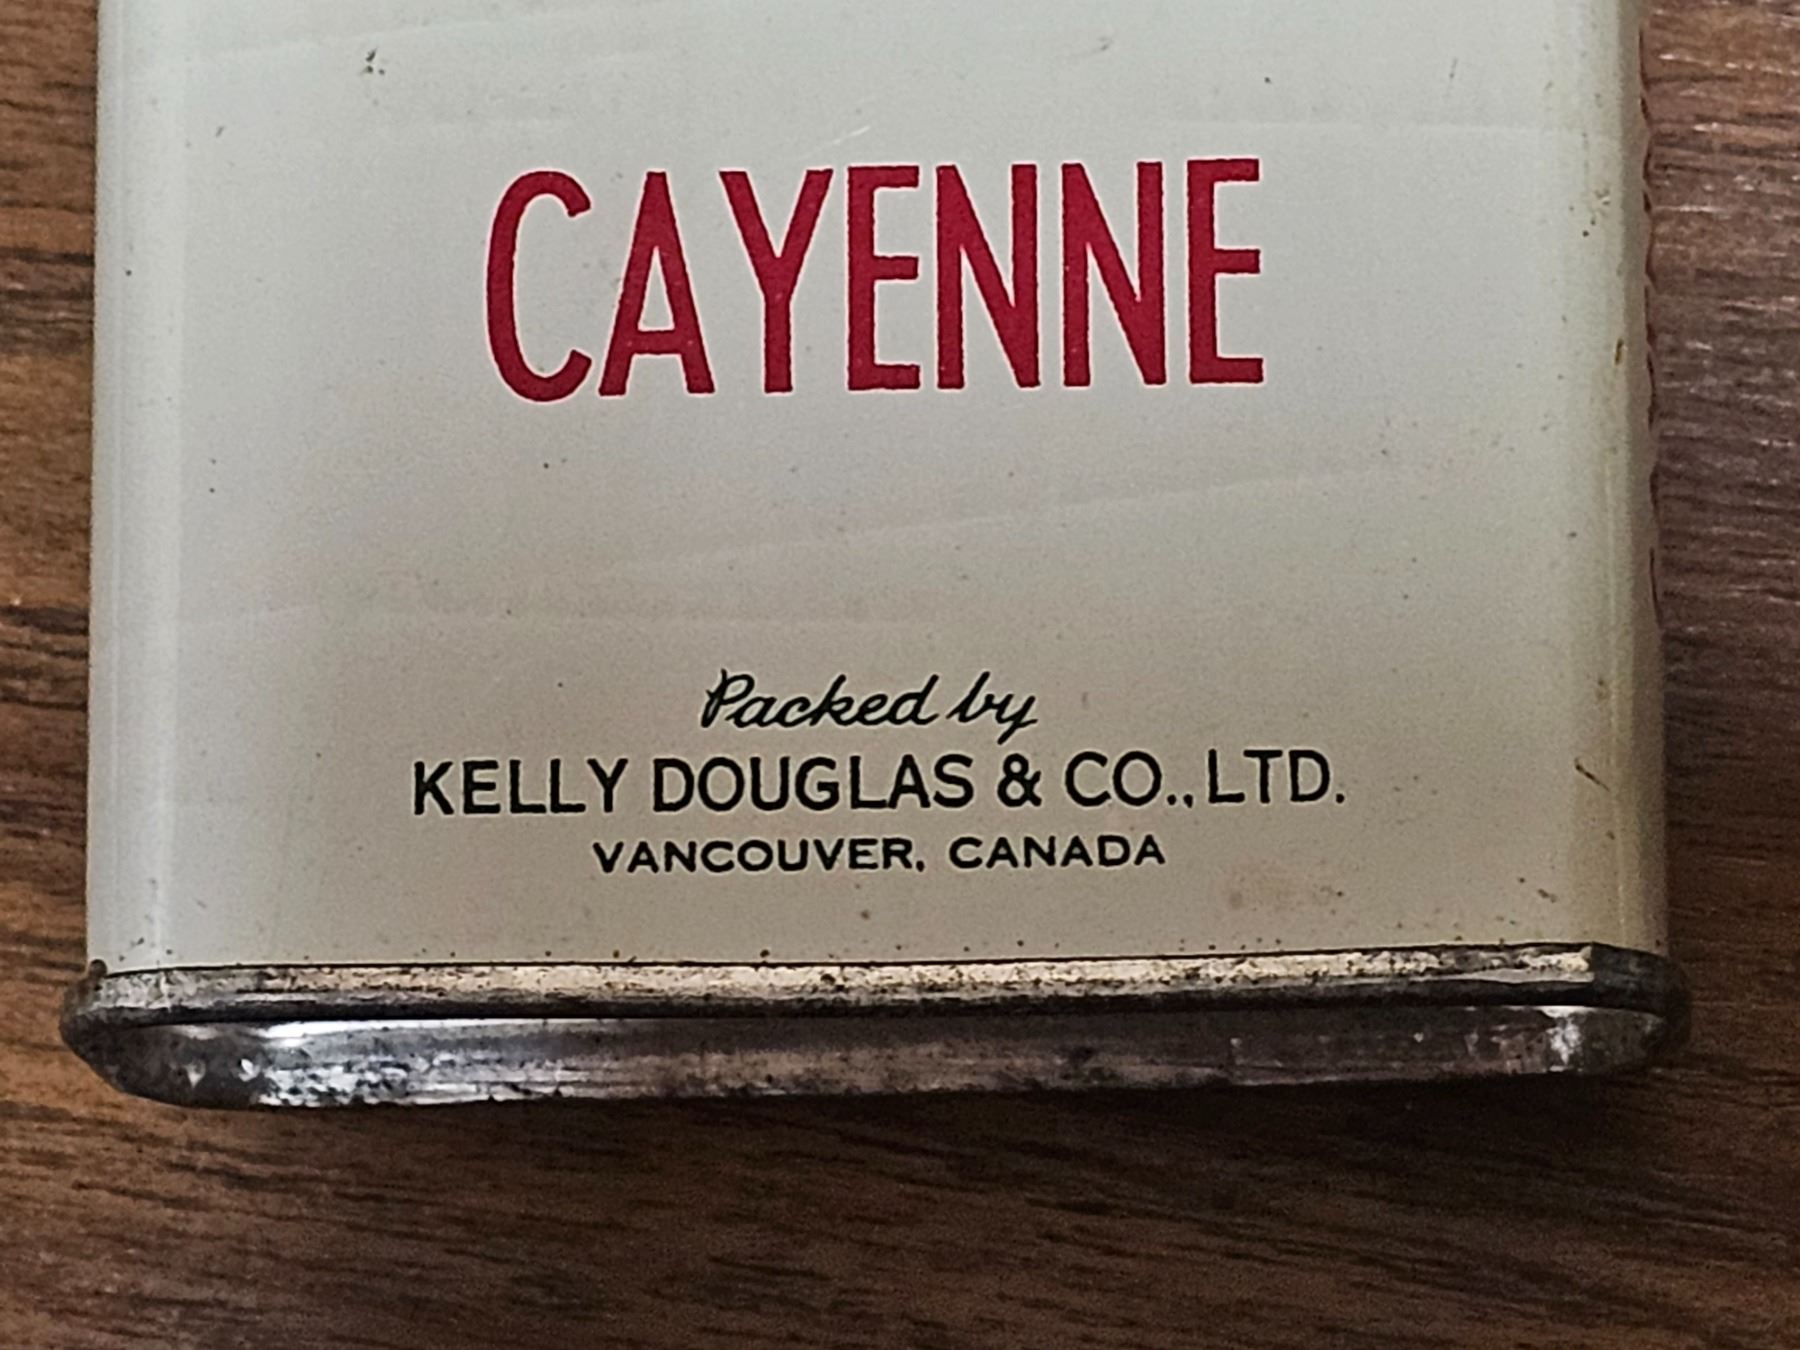 CAYENNE
Packed by
KELLY DOUGLAS & CO., LTD.
VANCOUVER, CANADA